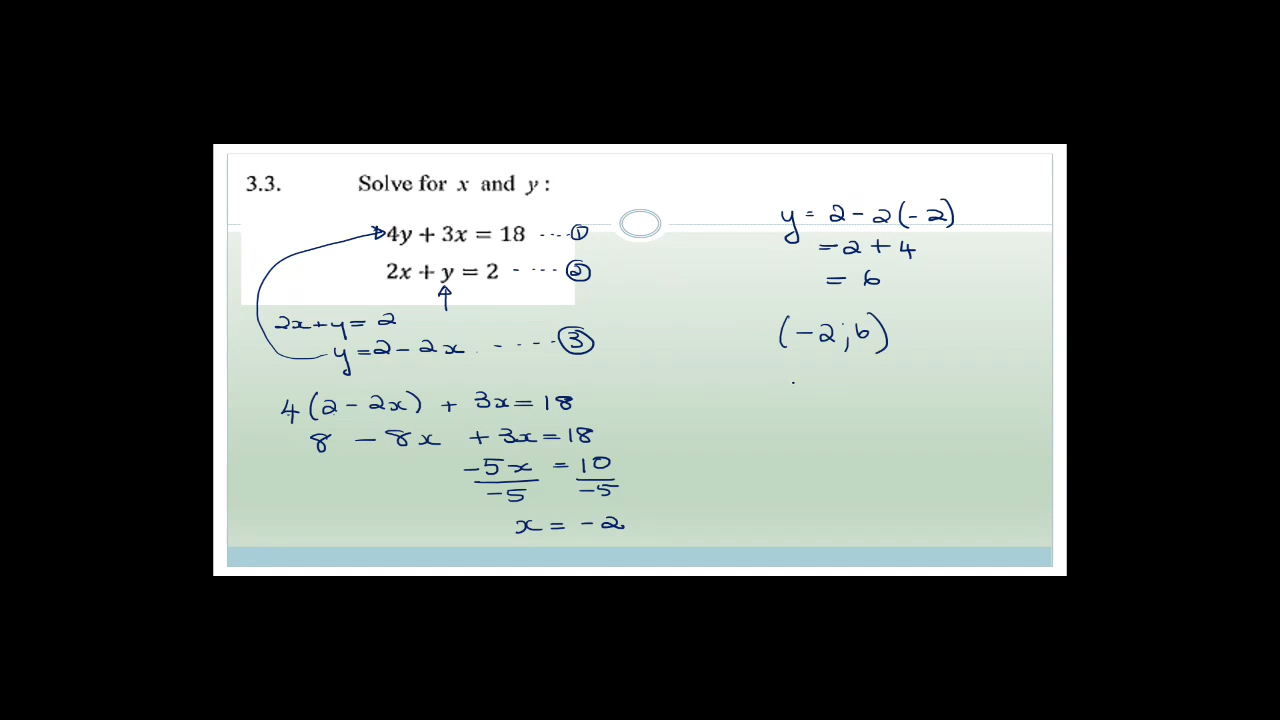 3.3. Solve for x and y :
4y + 3x = 18 ---- ①
2x + y = 2 ----- ②
2x+y = 2
y = 2 - 2x ----- ③
4(2 - 2x) + 3x = 18
8 - 8x + 3x = 18
-5x = 10
-5 -5
x = -2
y = 2 - 2(-2)
= 2 + 4
= 6
(-2 ; 6)